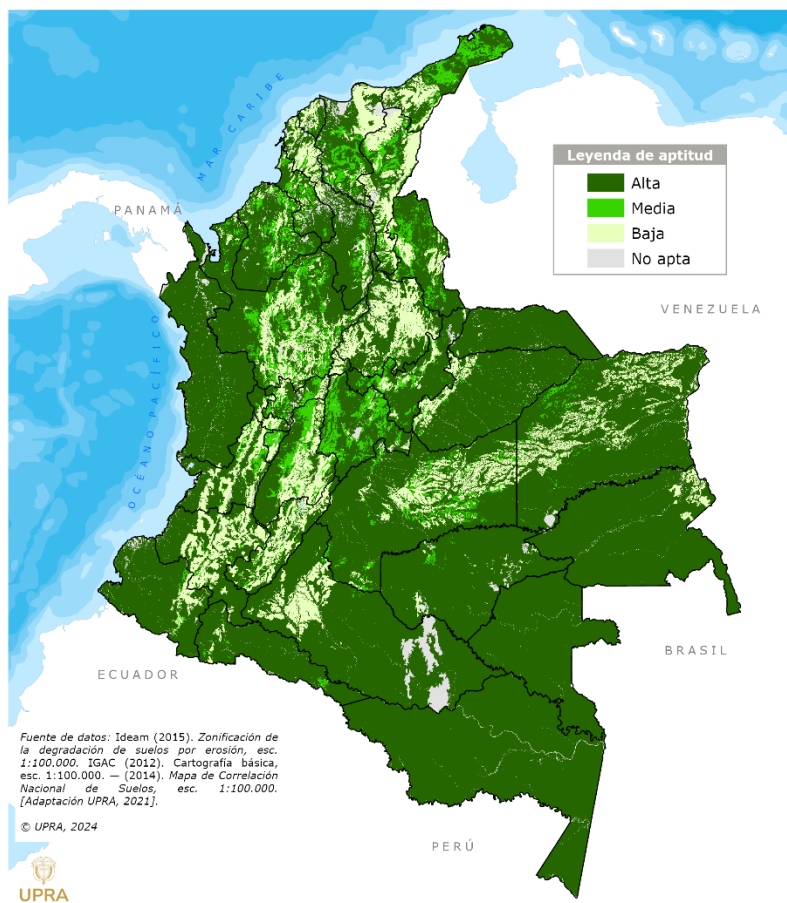 MAR CARIBE
PANAMÁ
Leyenda de aptitud
Alta
Media
Baja
No apta
VENEZUELA
OCÉANO PACÍFICO
BRASIL
ECUADOR
Fuente de datos: Ideam (2015). Zonificación de
la degradación de suelos por erosión, esc.
1:100.000. IGAC (2012). Cartografía básica,
esc. 1:100.000. — (2014). Mapa de Correlación
Nacional de Suelos, esc. 1:100.000.
[Adaptación UPRA, 2021].
© UPRA, 2024
PERÚ
UPRA